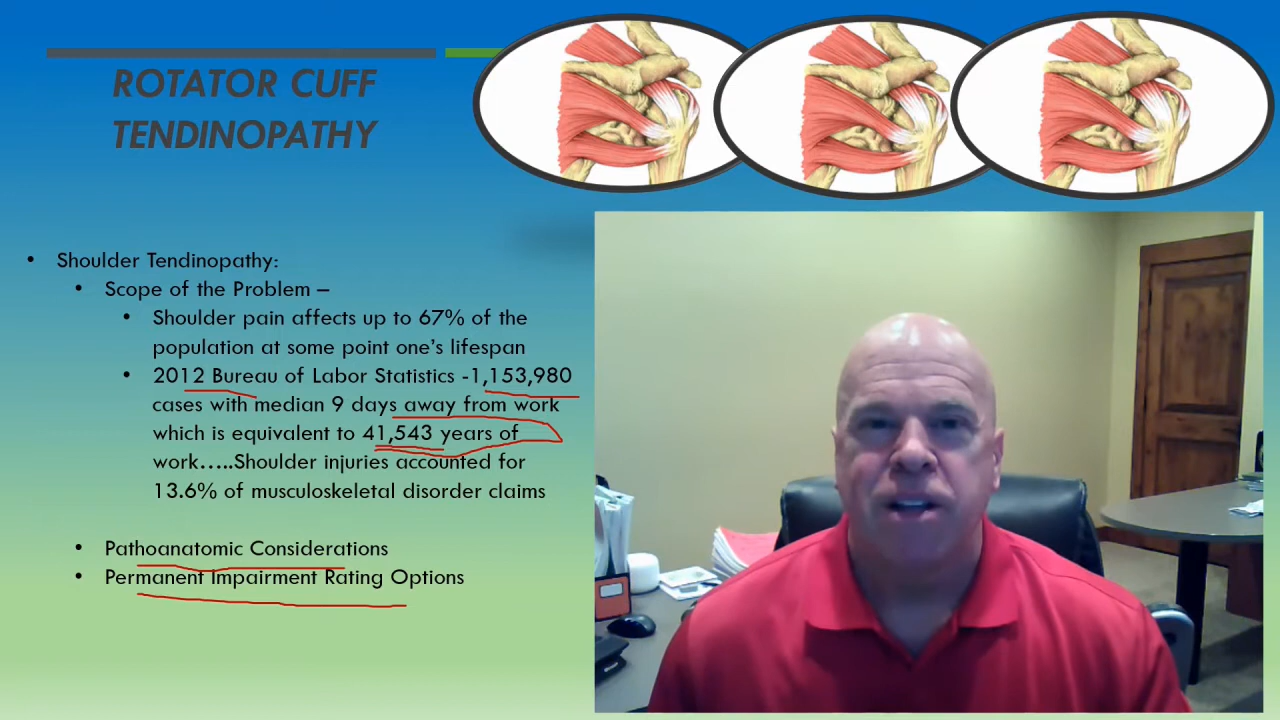 ROTATOR CUFF
TENDINOPATHY
• Shoulder Tendinopathy:
• Scope of the Problem –
• Shoulder pain affects up to 67% of the
population at some point one's lifespan
• 2012 Bureau of Labor Statistics -1,153,980
cases with median 9 days away from work
which is equivalent to 41,543 years of
work…..Shoulder injuries accounted for
13.6% of musculoskeletal disorder claims
• Pathoanatomic Considerations
• Permanent Impairment Rating Options